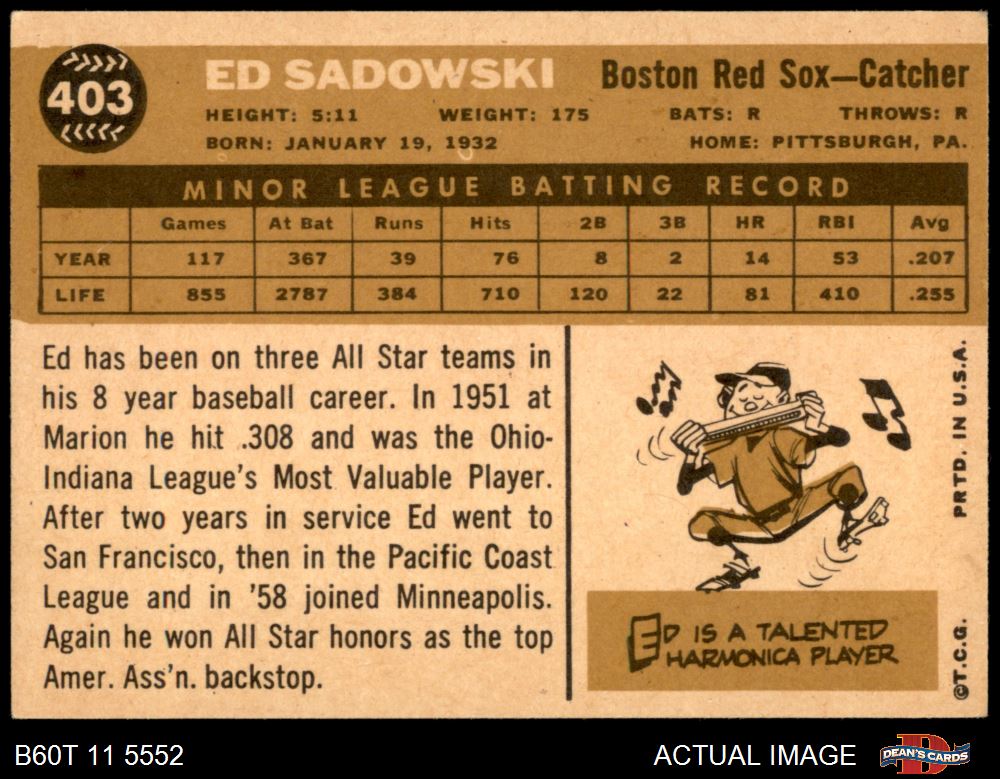 403
ED SADOWSKI
Boston Red Sox—Catcher
HEIGHT: 5:11 WEIGHT: 175 BATS: R THROWS: R
BORN: JANUARY 19, 1932 HOME: PITTSBURGH, PA.
MINOR LEAGUE BATTING RECORD
Games At Bat Runs Hits 2B 3B HR RBI Avg
YEAR 117 367 39 76 8 2 14 53 .207
LIFE 855 2787 384 710 120 22 81 410 .255
Ed has been on three All Star teams in
his 8 year baseball career. In 1951 at
Marion he hit .308 and was the Ohio-
Indiana League's Most Valuable Player.
After two years in service Ed went to
San Francisco, then in the Pacific Coast
League and in '58 joined Minneapolis.
Again he won All Star honors as the top
Amer. Ass'n. backstop.
ED IS A TALENTED
HARMONICA PLAYER
©T.C.G. PRTD. IN U.S.A.
B60T 11 5552
ACTUAL IMAGE
DEAN'S CARDS